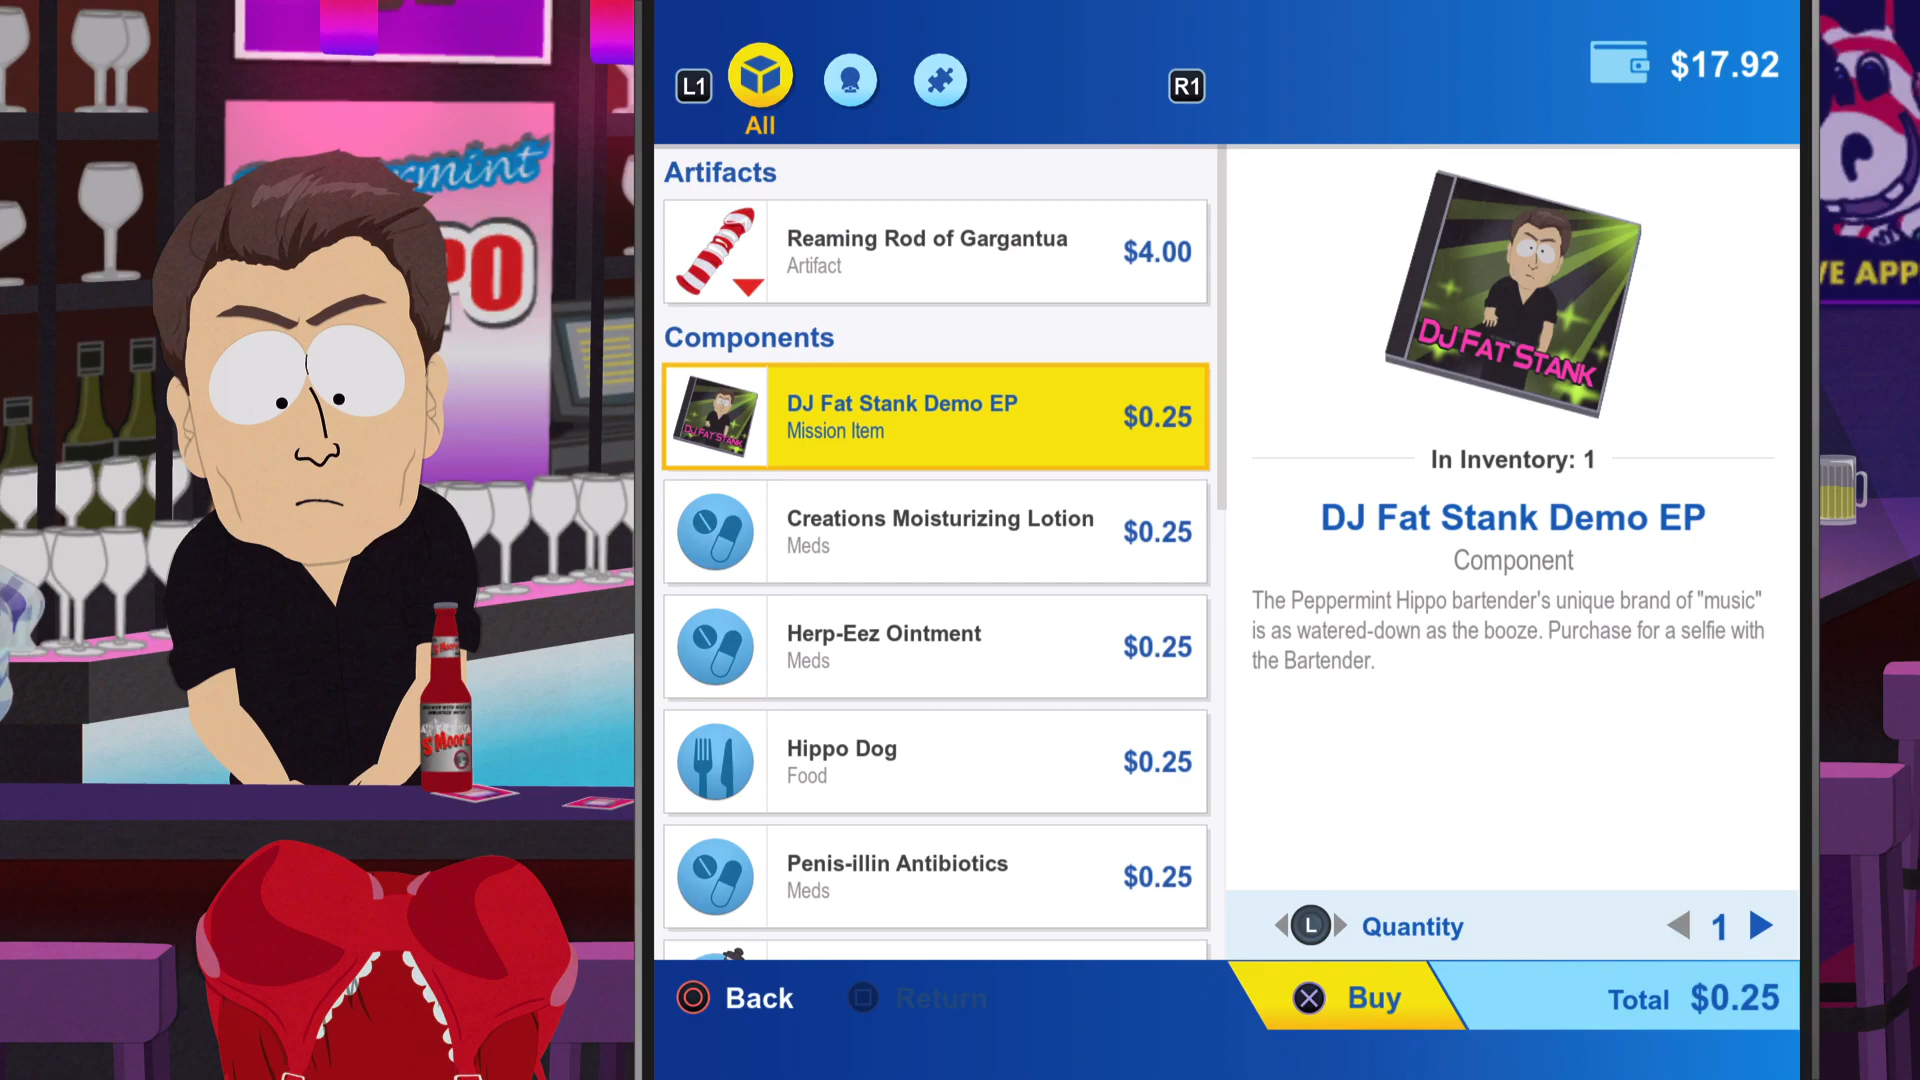 L1
All
R1
$17.92
Artifacts
Reaming Rod of Gargantua
Artifact
$4.00
Components
DJ Fat Stank Demo EP
Mission Item
$0.25
Creations Moisturizing Lotion
Meds
$0.25
Herp-Eez Ointment
Meds
$0.25
Hippo Dog
Food
$0.25
Penis-illin Antibiotics
Meds
$0.25
DJ FAT STANK
In Inventory: 1
DJ Fat Stank Demo EP
Component
The Peppermint Hippo bartender's unique brand of "music"
is as watered-down as the booze. Purchase for a selfie with
the Bartender.
L Quantity 1
Back
Return
Buy
Total $0.25
rmint
PO
VE APP